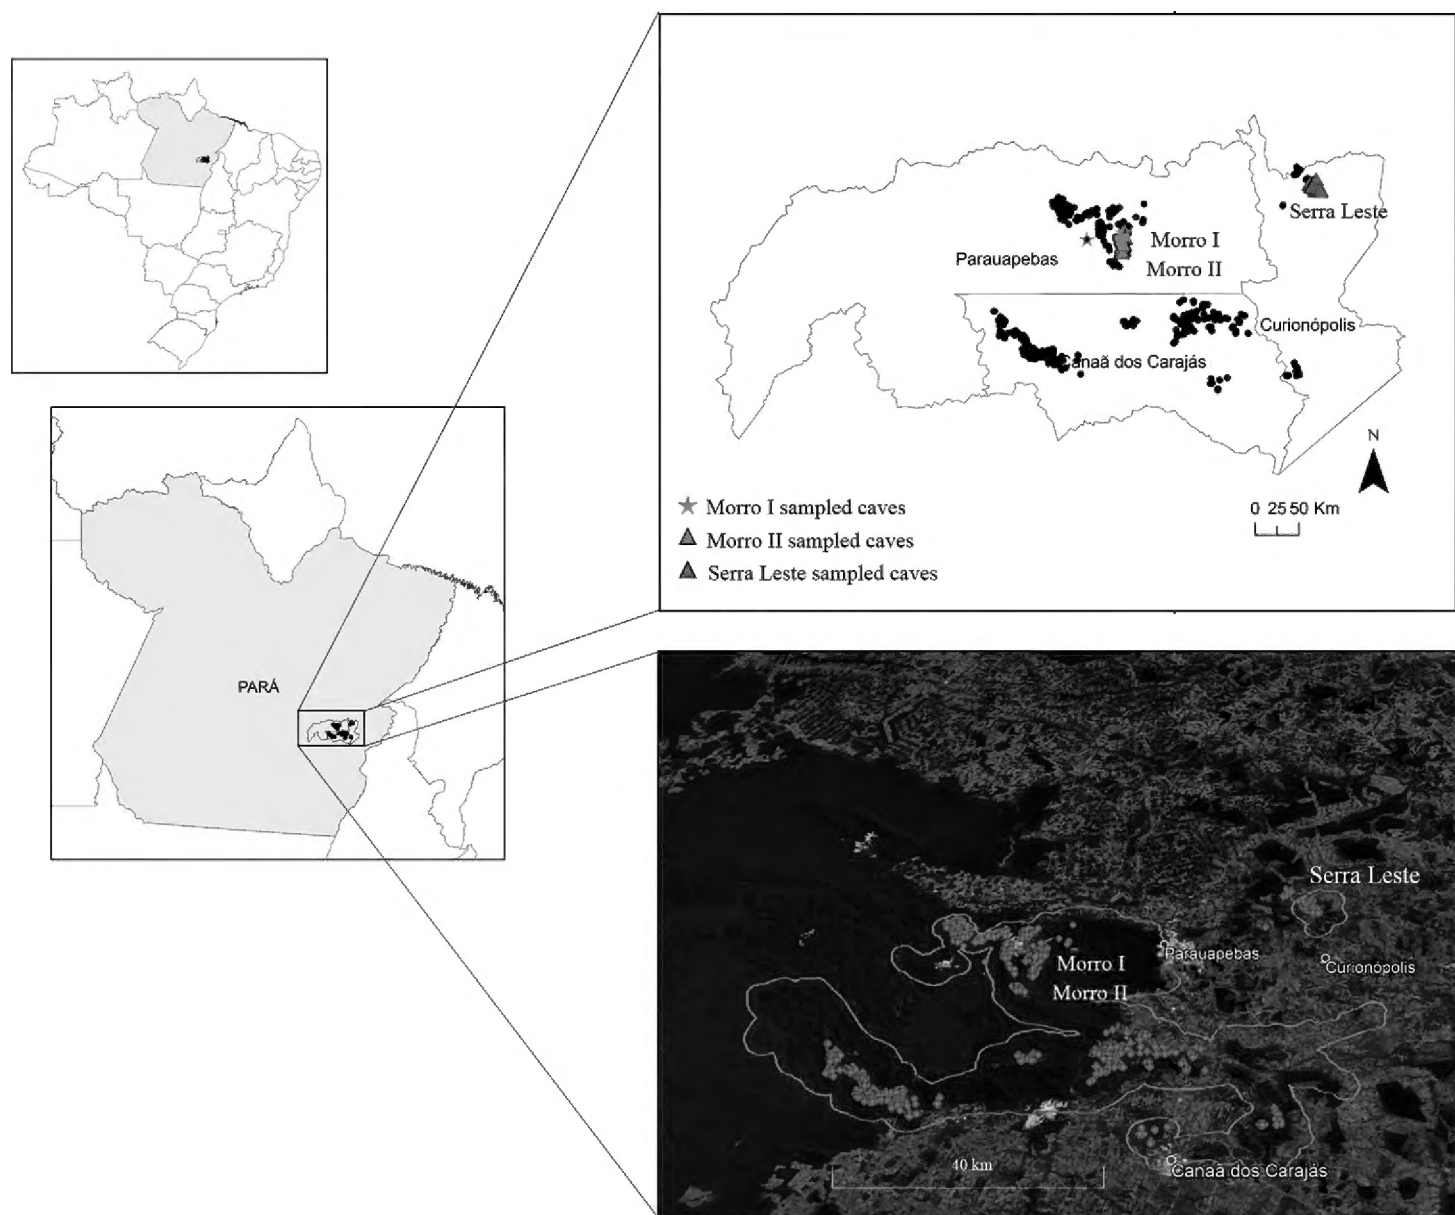 PARÁ
Parauapebas
Morro I
Morro II
Serra Leste
Curionópolis
Canaã dos Carajás
N
0 25 50 Km
Morro I sampled caves
Morro II sampled caves
Serra Leste sampled caves
Serra Leste
Parauapebas
Curionópolis
Morro I
Morro II
40 km
Canaã dos Carajás